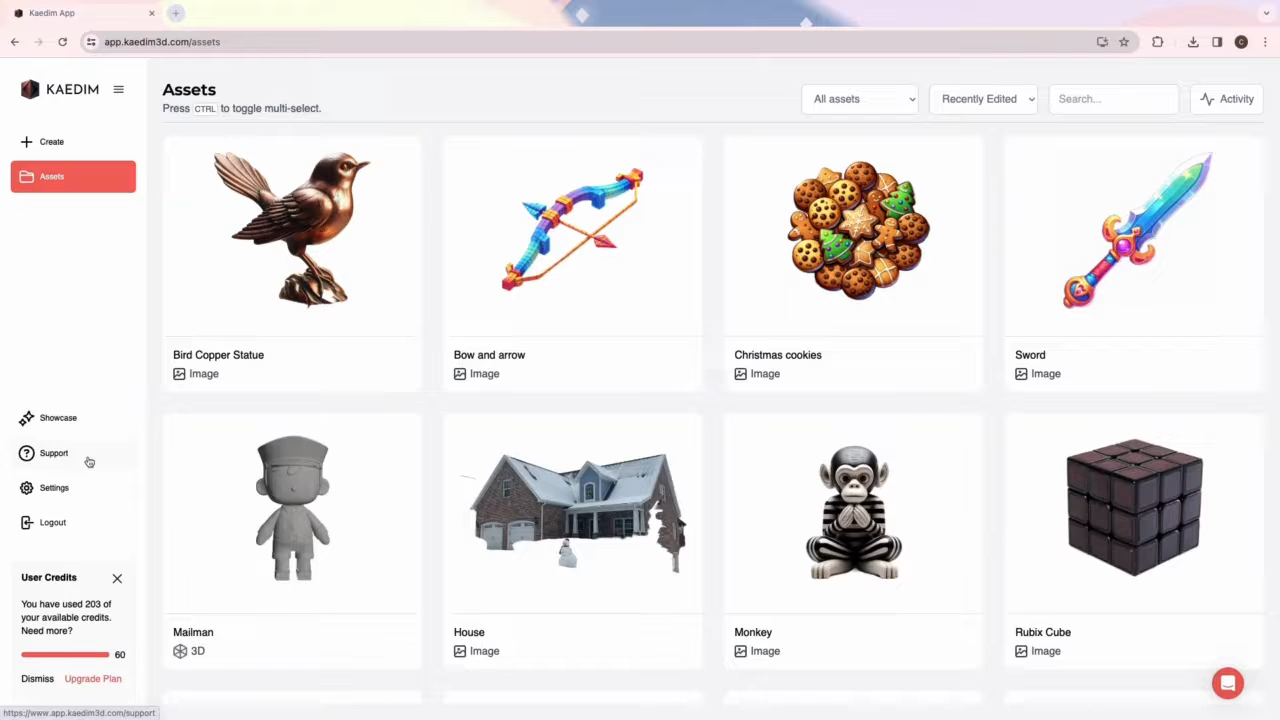 Kaedim App
app.kaedim3d.com/assets
KAEDIM
Create
Assets
Showcase
Support
Settings
Logout
User Credits
You have used 203 of
your available credits.
Need more?
60
Dismiss
Upgrade Plan
https://www.app.kaedim3d.com/support
Assets
Press CTRL to toggle multi-select.
All assets
Recently Edited
Search...
Activity
Bird Copper Statue
Image
Bow and arrow
Image
Christmas cookies
Image
Sword
Image
Mailman
3D
House
Image
Monkey
Image
Rubix Cube
Image